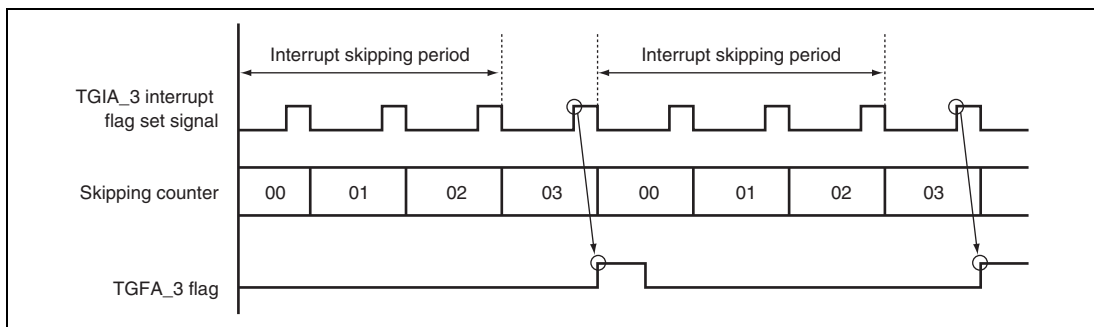 Interrupt skipping period Interrupt skipping period
TGIA_3 interrupt
flag set signal
Skipping counter 00 01 02 03 00 01 02 03
TGFA_3 flag